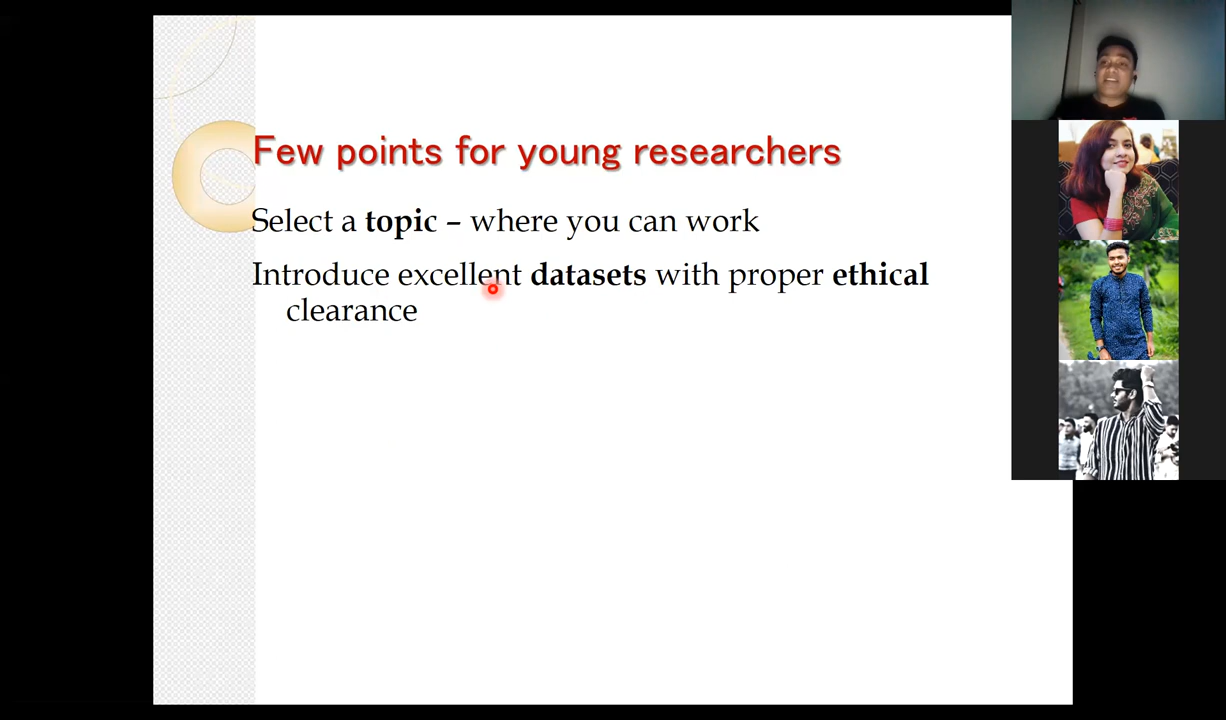 Few points for young researchers
Select a topic – where you can work
Introduce excellent datasets with proper ethical
clearance